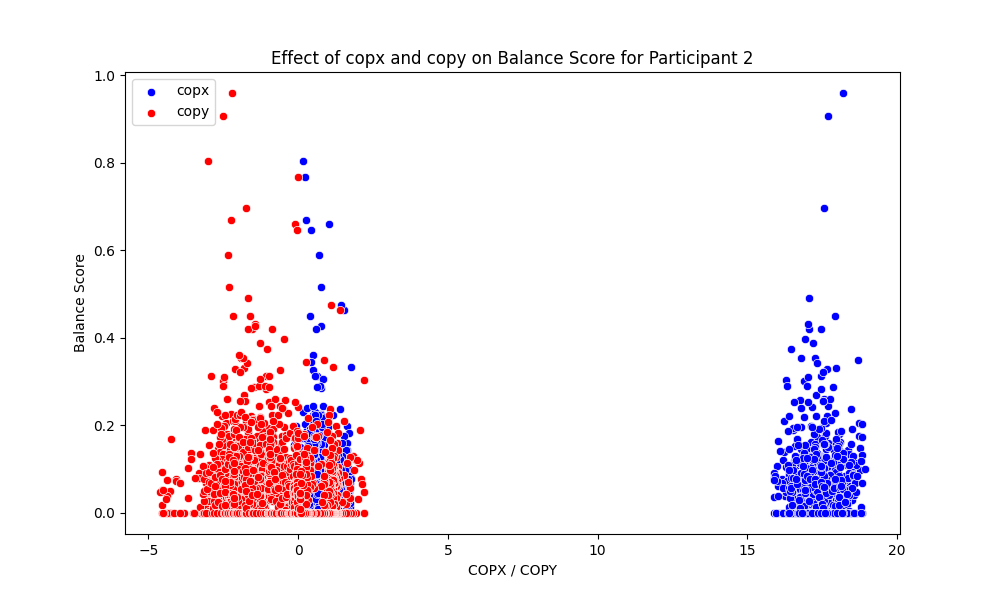 Effect of copx and copy on Balance Score for Participant 2
copx
copy
Balance Score
1.0
0.8
0.6
0.4
0.2
0.0
−5
0
5
10
15
20
COPX / COPY